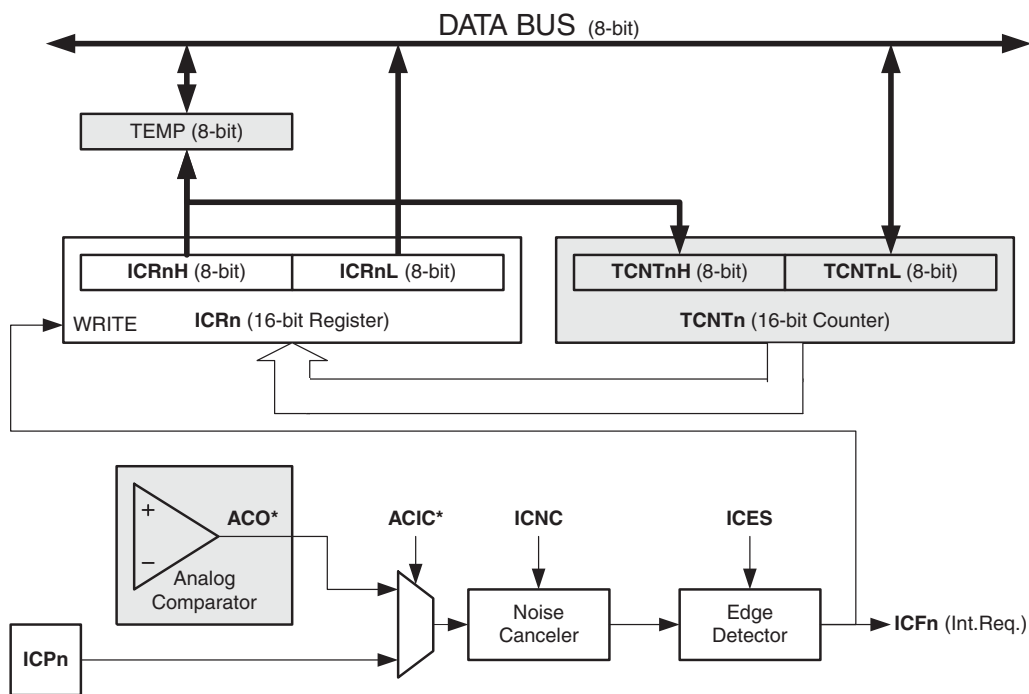 DATA BUS (8-bit)
TEMP (8-bit)
ICRnH (8-bit)
ICRnL (8-bit)
TCNTnH (8-bit)
TCNTnL (8-bit)
WRITE
ICRn (16-bit Register)
TCNTn (16-bit Counter)
+
−
ACO*
Analog
Comparator
ACIC*
ICNC
ICES
Noise
Canceler
Edge
Detector
ICFn (Int.Req.)
ICPn